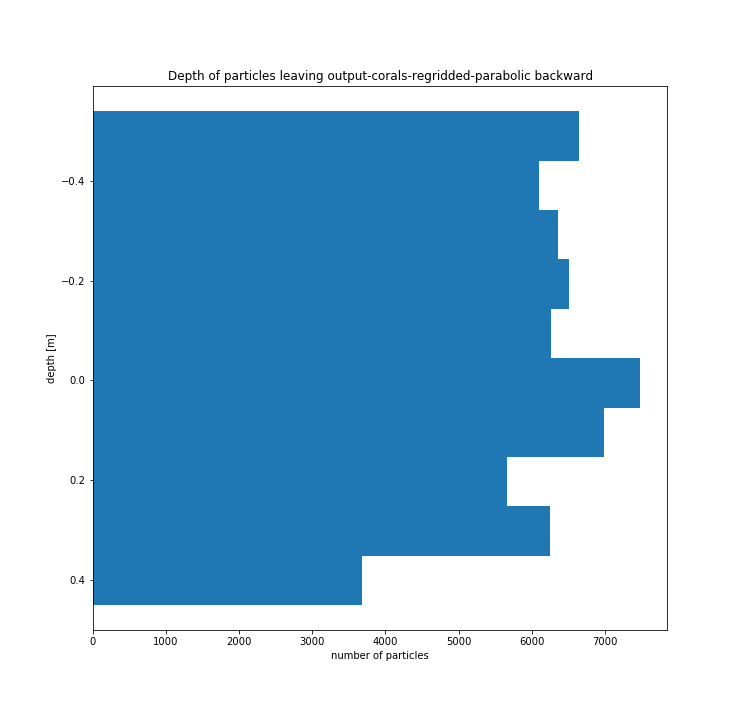 Depth of particles leaving output-corals-regridded-parabolic backward
−0.4
−0.2
0.0
0.2
0.4
depth [m]
0 1000 2000 3000 4000 5000 6000 7000
number of particles